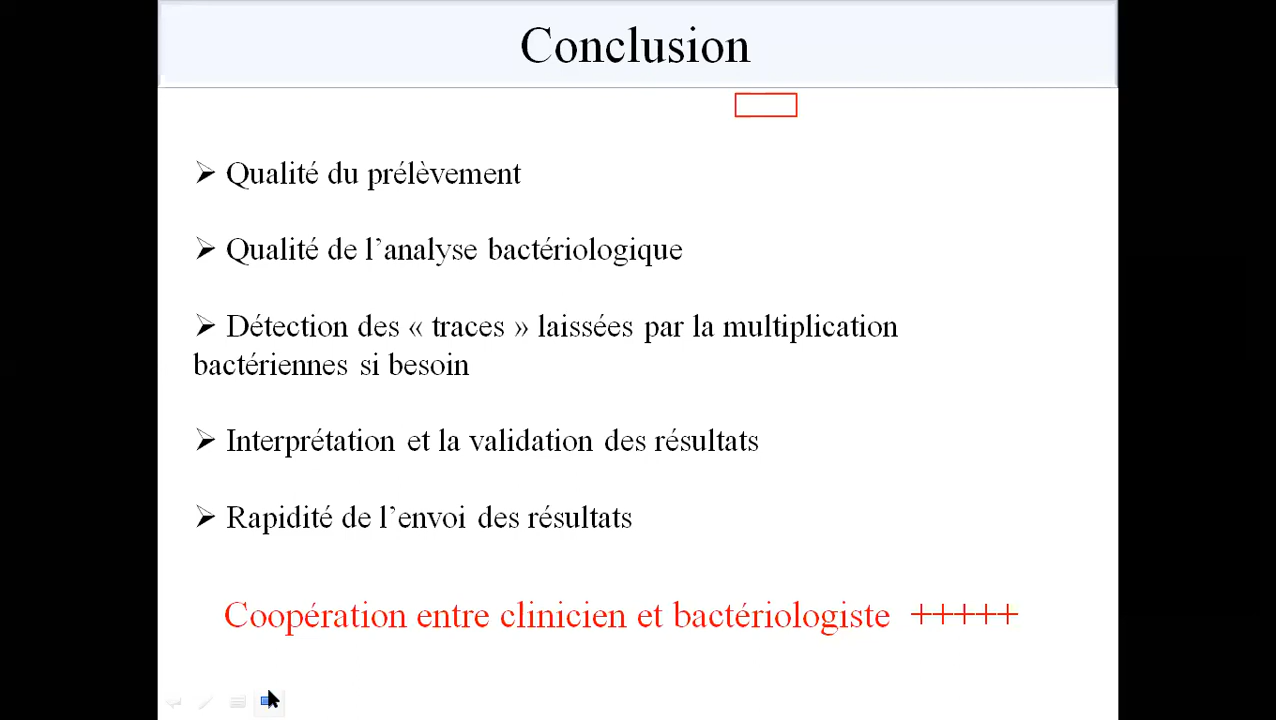 Conclusion
➢ Qualité du prélèvement
➢ Qualité de l’analyse bactériologique
➢ Détection des « traces » laissées par la multiplication
bactériennes si besoin
➢ Interprétation et la validation des résultats
➢ Rapidité de l’envoi des résultats
Coopération entre clinicien et bactériologiste +++++